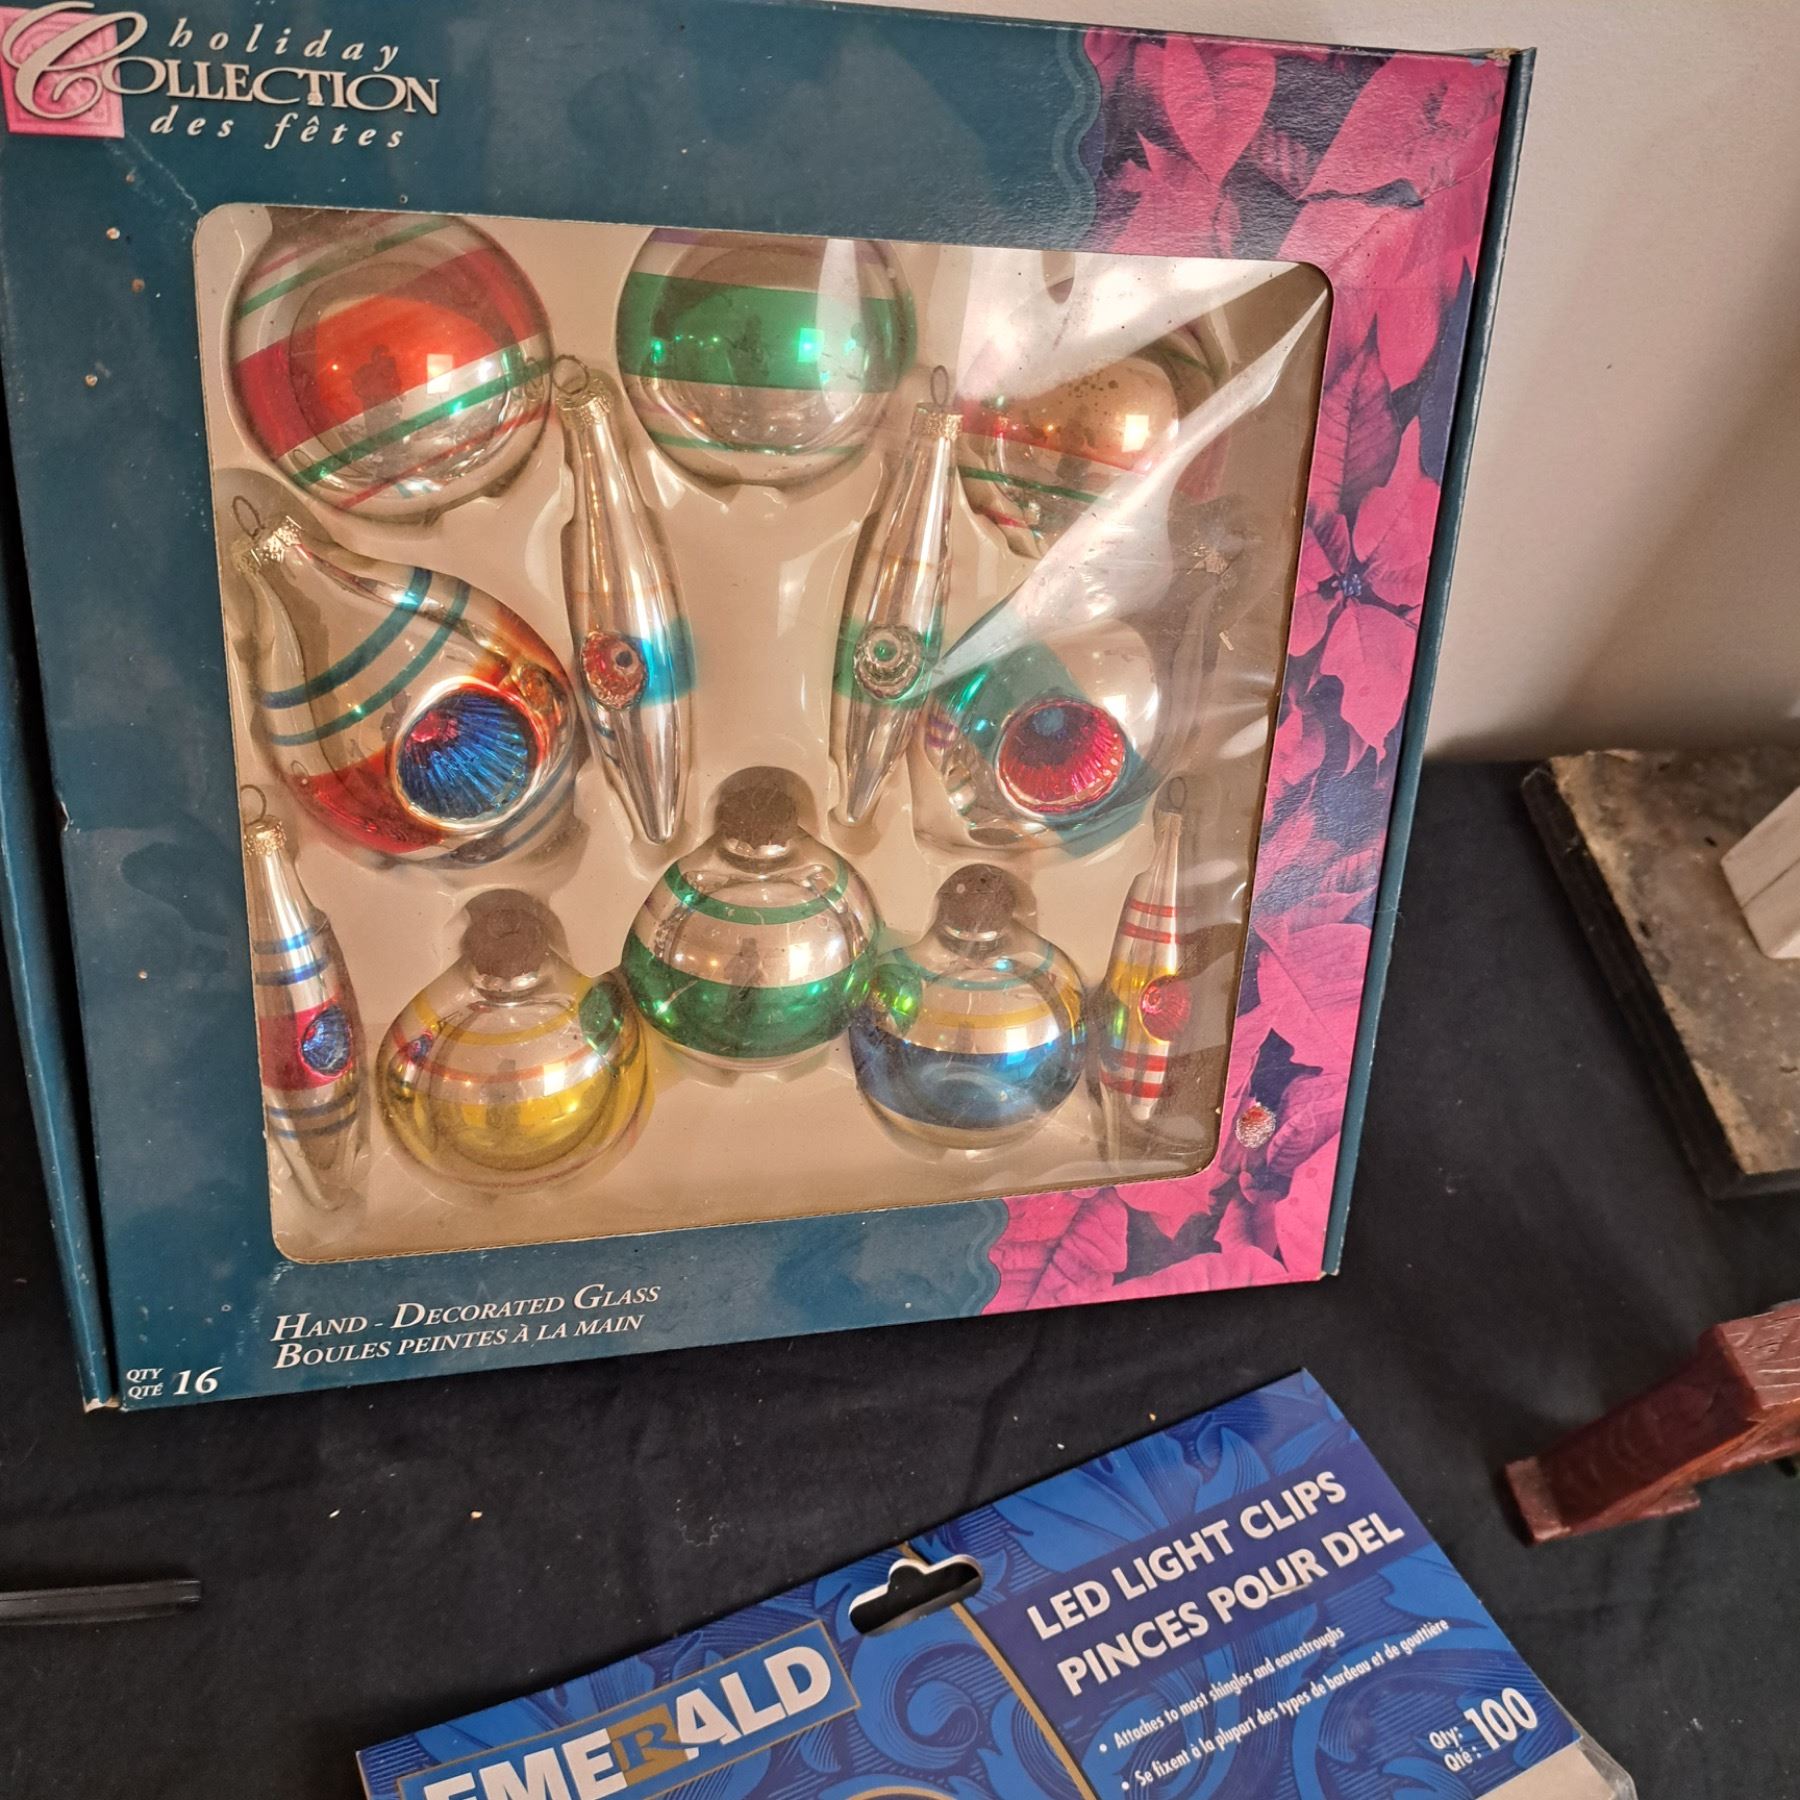 holiday
COLLECTION
des fêtes
HAND - DECORATED GLASS
BOULES PEINTES À LA MAIN
QTY
QTÉ 16
EMERALD
LED LIGHT CLIPS
PINCES POUR DEL
• Attaches to most shingles and eavestroughs
• Se fixent à la plupart des types de bardeau et de gouttière
Qty:
Qté: 100